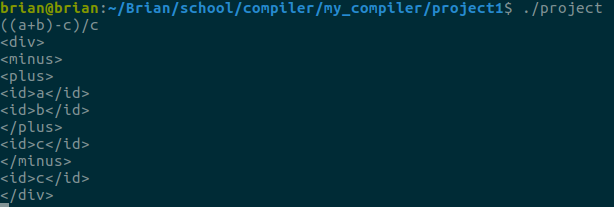 brian@brian:~/Brian/school/compiler/my_compiler/project1$ ./project
((a+b)-c)/c
<div>
<minus>
<plus>
<id>a</id>
<id>b</id>
</plus>
<id>c</id>
</minus>
<id>c</id>
</div>